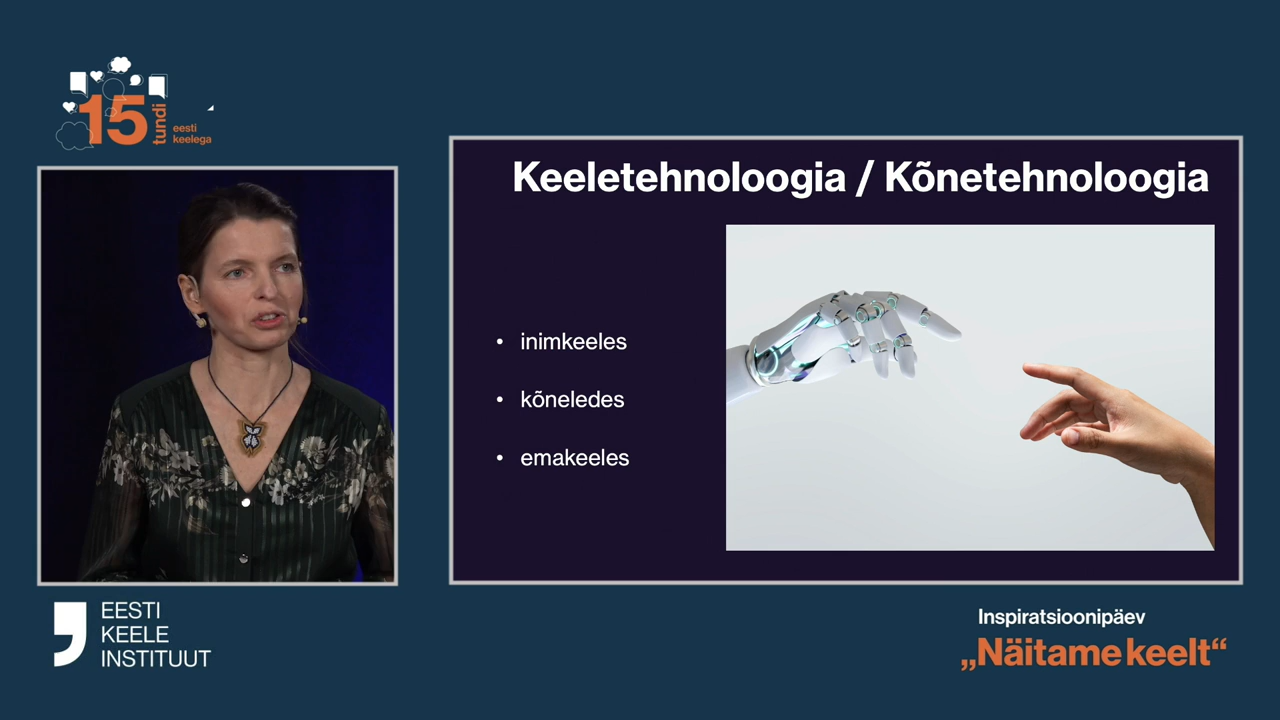 15 tundi
eesti
keelega
Keeletehnoloogia / Kõnetehnoloogia
• inimkeeles
• kõneledes
• emakeeles
EESTI
KEELE
INSTITUUT
Inspiratsioonipäev
„Näitame keelt“